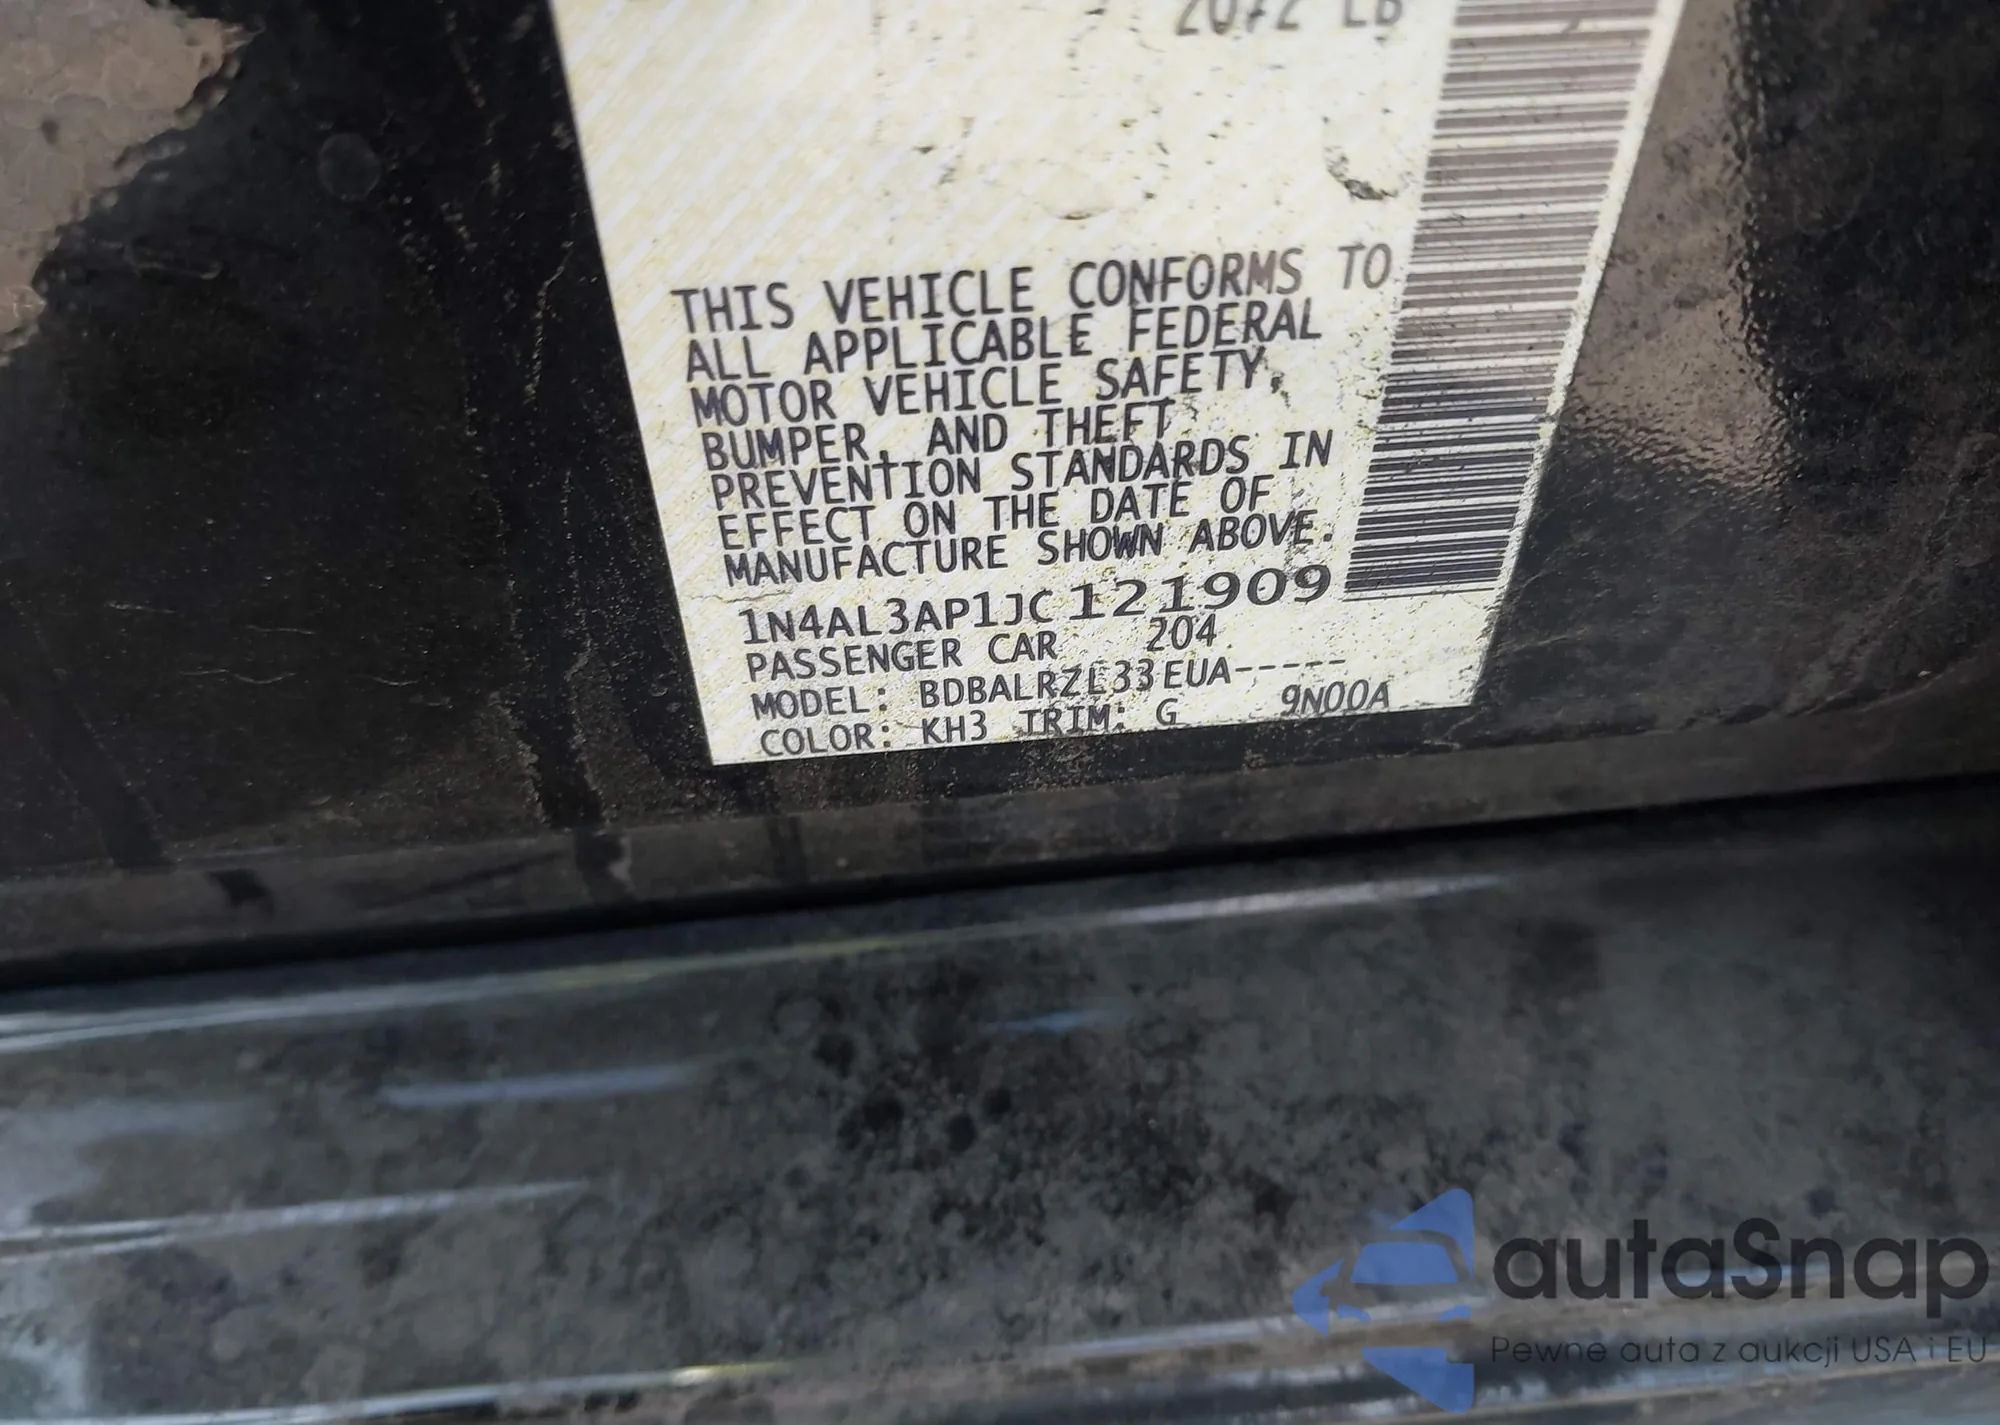 2072 LB
THIS VEHICLE CONFORMS TO
ALL APPLICABLE FEDERAL
MOTOR VEHICLE SAFETY,
BUMPER, AND THEFT
PREVENTION STANDARDS IN
EFFECT ON THE DATE OF
MANUFACTURE SHOWN ABOVE.
1N4AL3AP1JC121909
PASSENGER CAR 204
MODEL: BDBALRZL33EUA-----
COLOR: KH3 TRIM: G 9N00A
autaSnap
Pewne auta z aukcji USA i EU